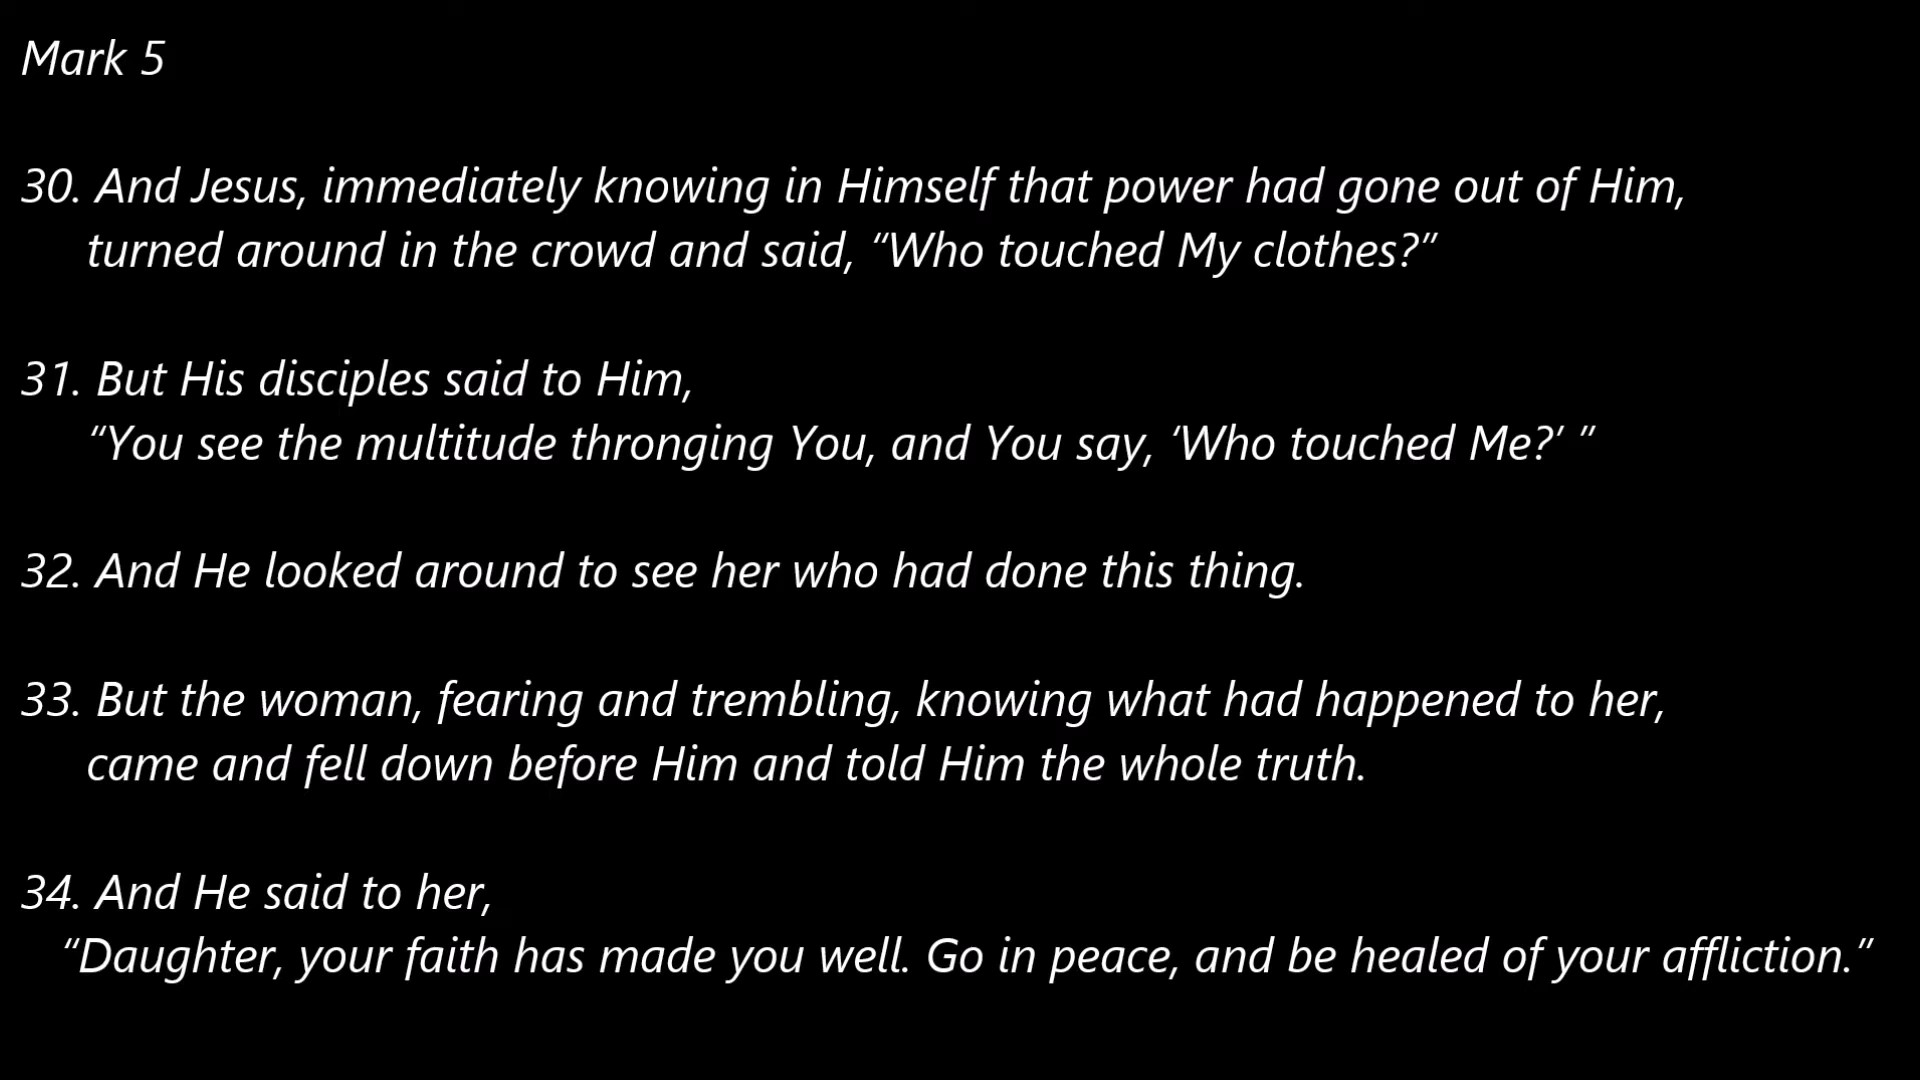 Mark 5
30. And Jesus, immediately knowing in Himself that power had gone out of Him,
turned around in the crowd and said, “Who touched My clothes?”
31. But His disciples said to Him,
“You see the multitude thronging You, and You say, ‘Who touched Me?’ ”
32. And He looked around to see her who had done this thing.
33. But the woman, fearing and trembling, knowing what had happened to her,
came and fell down before Him and told Him the whole truth.
34. And He said to her,
“Daughter, your faith has made you well. Go in peace, and be healed of your affliction.”